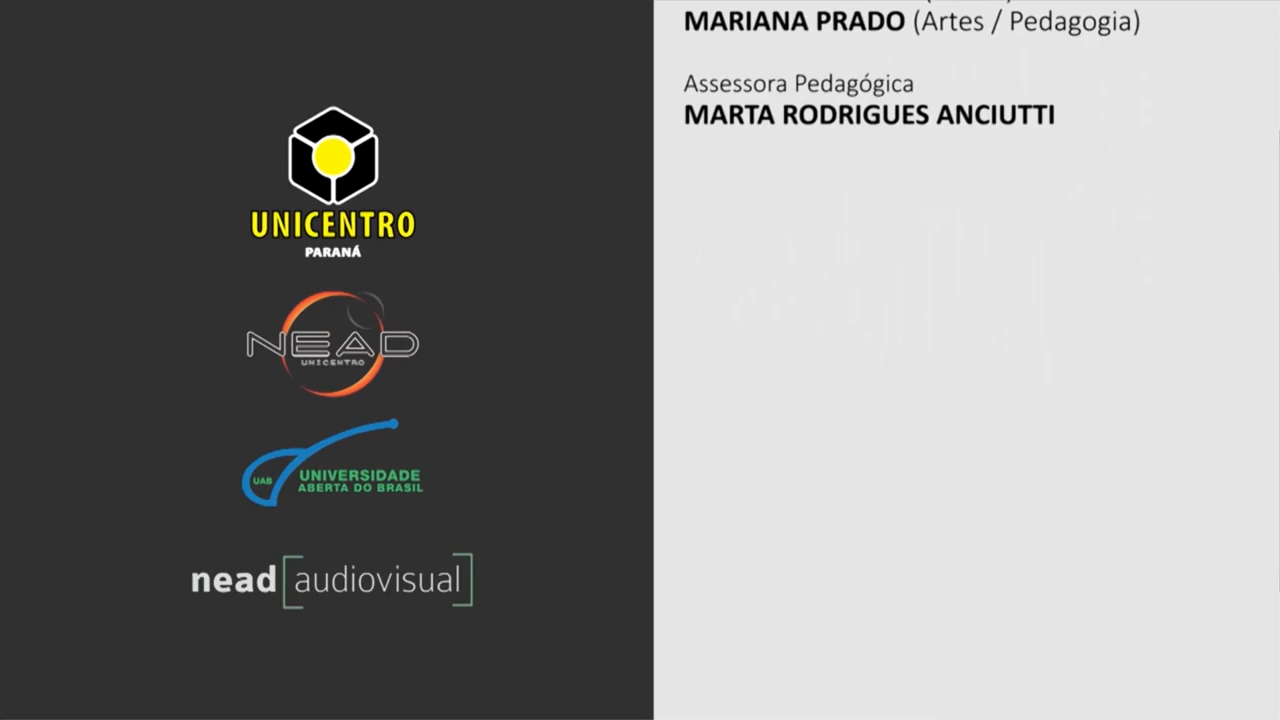 UNICENTRO
PARANÁ
NEAD
UNICENTRO
UAB
UNIVERSIDADE
ABERTA DO BRASIL
nead [audiovisual]
MARIANA PRADO (Artes / Pedagogia)
Assessora Pedagógica
MARTA RODRIGUES ANCIUTTI